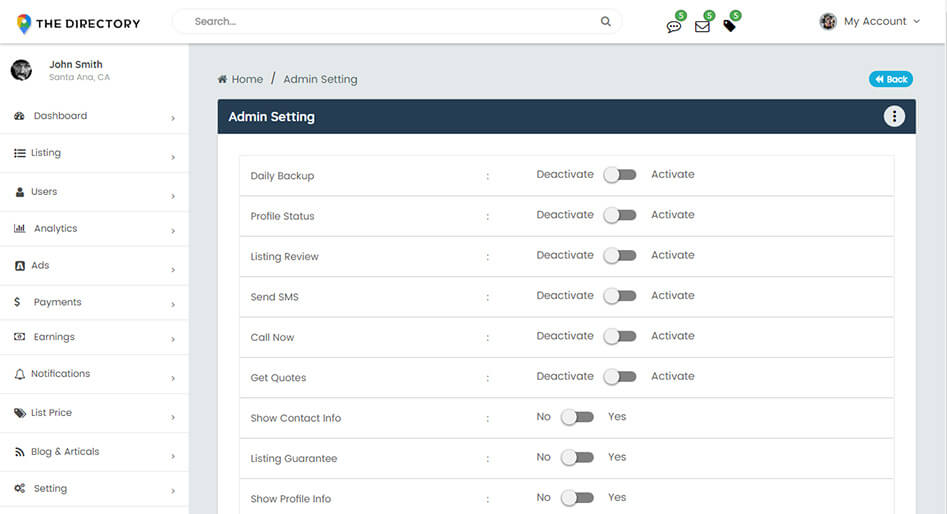 THE DIRECTORY
Search...
5
5
5
My Account
John Smith
Santa Ana, CA
Dashboard
Listing
Users
Analytics
Ads
Payments
Earnings
Notifications
List Price
Blog & Articals
Setting
Home / Admin Setting
Back
Admin Setting
Daily Backup : Deactivate Activate
Profile Status : Deactivate Activate
Listing Review : Deactivate Activate
Send SMS : Deactivate Activate
Call Now : Deactivate Activate
Get Quotes : Deactivate Activate
Show Contact Info : No Yes
Listing Guarantee : No Yes
Show Profile Info : No Yes